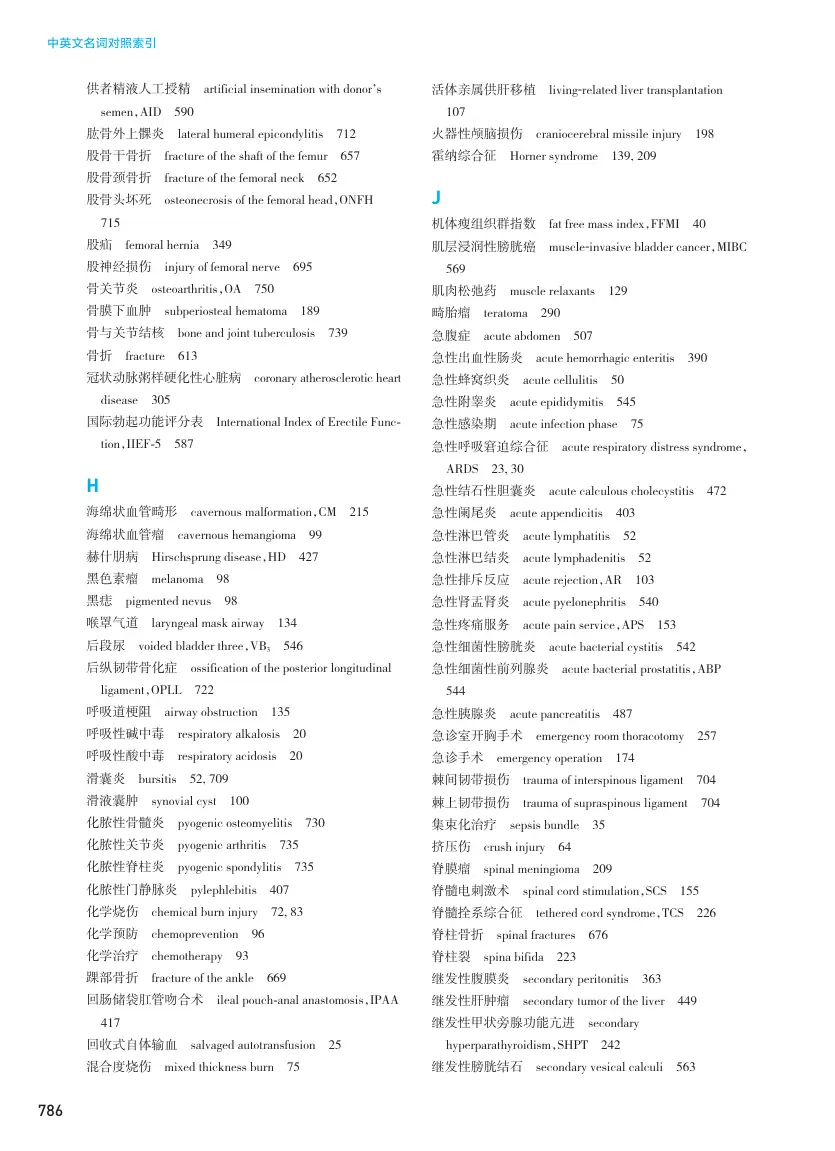 中英文名词对照索引
供者精液人工授精 artificial insemination with donor's
semen,AID 590
肱骨外上髁炎 lateral humeral epicondylitis 712
股骨干骨折 fracture of the shaft of the femur 657
股骨颈骨折 fracture of the femoral neck 652
股骨头坏死 osteonecrosis of the femoral head,ONFH
715
股疝 femoral hernia 349
股神经损伤 injury of femoral nerve 695
骨关节炎 osteoarthritis,OA 750
骨膜下血肿 subperiosteal hematoma 189
骨与关节结核 bone and joint tuberculosis 739
骨折 fracture 613
冠状动脉粥样硬化性心脏病 coronary atherosclerotic heart
disease 305
国际勃起功能评分表 International Index of Erectile Func-
tion,IIEF-5 587
H
海绵状血管畸形 cavernous malformation,CM 215
海绵状血管瘤 cavernous hemangioma 99
赫什朋病 Hirschsprung disease,HD 427
黑色素瘤 melanoma 98
黑痣 pigmented nevus 98
喉罩气道 laryngeal mask airway 134
后段尿 voided bladder three,VB₃ 546
后纵韧带骨化症 ossification of the posterior longitudinal
ligament,OPLL 722
呼吸道梗阻 airway obstruction 135
呼吸性碱中毒 respiratory alkalosis 20
呼吸性酸中毒 respiratory acidosis 20
滑囊炎 bursitis 52, 709
滑液囊肿 synovial cyst 100
化脓性骨髓炎 pyogenic osteomyelitis 730
化脓性关节炎 pyogenic arthritis 735
化脓性脊柱炎 pyogenic spondylitis 735
化脓性门静脉炎 pylephlebitis 407
化学烧伤 chemical burn injury 72, 83
化学预防 chemoprevention 96
化学治疗 chemotherapy 93
踝部骨折 fracture of the ankle 669
回肠储袋肛管吻合术 ileal pouch-anal anastomosis,IPAA
417
回收式自体输血 salvaged autotransfusion 25
混合度烧伤 mixed thickness burn 75
活体亲属供肝移植 living-related liver transplantation
107
火器性颅脑损伤 craniocerebral missile injury 198
霍纳综合征 Horner syndrome 139, 209
J
机体瘦组织群指数 fat free mass index,FFMI 40
肌层浸润性膀胱癌 muscle-invasive bladder cancer,MIBC
569
肌肉松弛药 muscle relaxants 129
畸胎瘤 teratoma 290
急腹症 acute abdomen 507
急性出血性肠炎 acute hemorrhagic enteritis 390
急性蜂窝织炎 acute cellulitis 50
急性附睾炎 acute epididymitis 545
急性感染期 acute infection phase 75
急性呼吸窘迫综合征 acute respiratory distress syndrome,
ARDS 23, 30
急性结石性胆囊炎 acute calculous cholecystitis 472
急性阑尾炎 acute appendicitis 403
急性淋巴管炎 acute lymphatitis 52
急性淋巴结炎 acute lymphadenitis 52
急性排斥反应 acute rejection,AR 103
急性肾盂肾炎 acute pyelonephritis 540
急性疼痛服务 acute pain service,APS 153
急性细菌性膀胱炎 acute bacterial cystitis 542
急性细菌性前列腺炎 acute bacterial prostatitis,ABP
544
急性胰腺炎 acute pancreatitis 487
急诊室开胸手术 emergency room thoracotomy 257
急诊手术 emergency operation 174
棘间韧带损伤 trauma of interspinous ligament 704
棘上韧带损伤 trauma of supraspinous ligament 704
集束化治疗 sepsis bundle 35
挤压伤 crush injury 64
脊膜瘤 spinal meningioma 209
脊髓电刺激术 spinal cord stimulation,SCS 155
脊髓拴系综合征 tethered cord syndrome,TCS 226
脊柱骨折 spinal fractures 676
脊柱裂 spina bifida 223
继发性腹膜炎 secondary peritonitis 363
继发性肝肿瘤 secondary tumor of the liver 449
继发性甲状旁腺功能亢进 secondary
hyperparathyroidism,SHPT 242
继发性膀胱结石 secondary vesical calculi 563
786